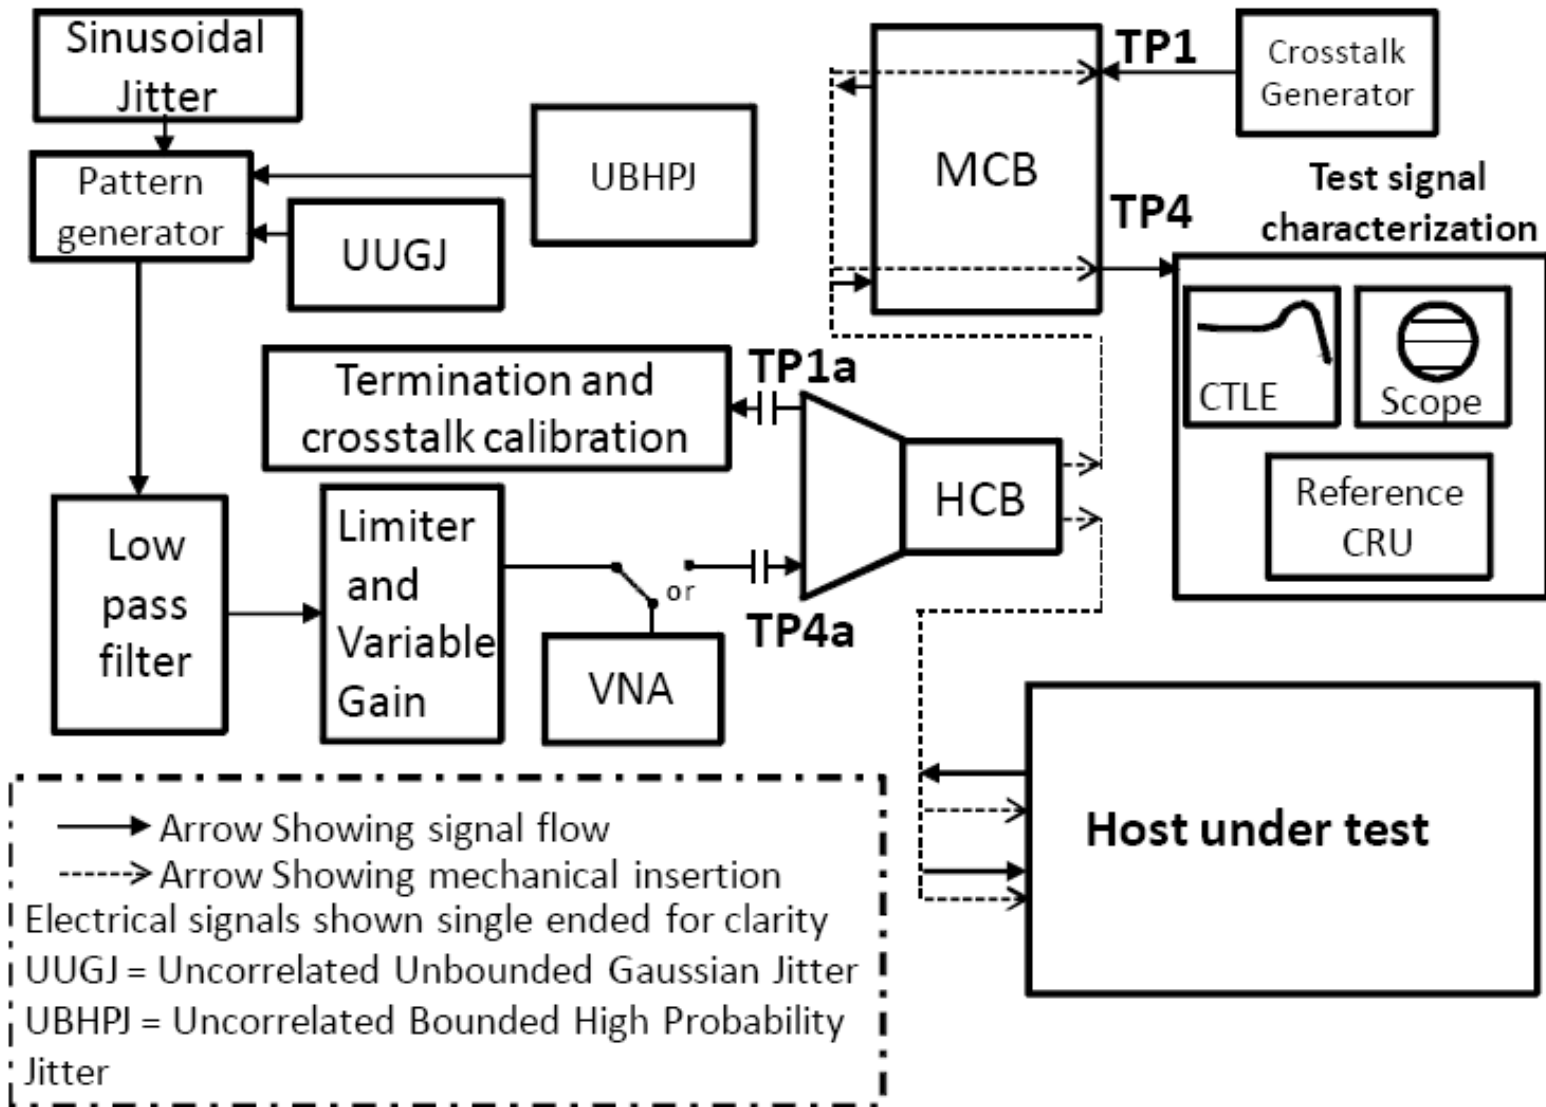 Sinusoidal
Jitter
Pattern
generator
UBHPJ
UUGJ
MCB
TP1
Crosstalk
Generator
TP4
Test signal
characterization
CTLE
Scope
Reference
CRU
Termination and
crosstalk calibration
TP1a
HCB
TP4a
Low
pass
filter
Limiter
and
Variable
Gain
or
VNA
Host under test
Arrow Showing signal flow
Arrow Showing mechanical insertion
Electrical signals shown single ended for clarity
UUGJ = Uncorrelated Unbounded Gaussian Jitter
UBHPJ = Uncorrelated Bounded High Probability
Jitter